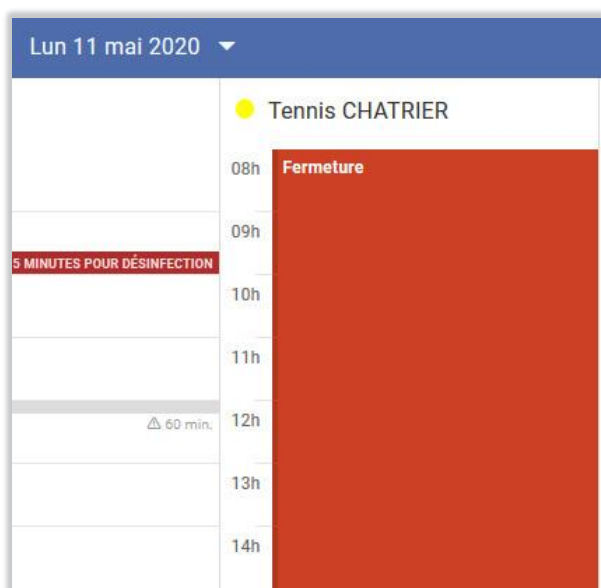 Lun 11 mai 2020
Tennis CHATRIER
08h
Fermeture
09h
5 MINUTES POUR DÉSINFECTION
10h
11h
12h
60 min.
13h
14h